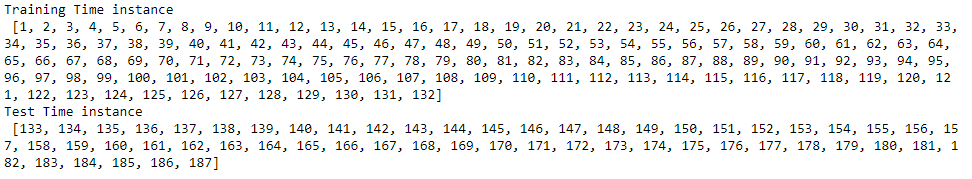 Training Time instance
[1, 2, 3, 4, 5, 6, 7, 8, 9, 10, 11, 12, 13, 14, 15, 16, 17, 18, 19, 20, 21, 22, 23, 24, 25, 26, 27, 28, 29, 30, 31, 32, 33,
34, 35, 36, 37, 38, 39, 40, 41, 42, 43, 44, 45, 46, 47, 48, 49, 50, 51, 52, 53, 54, 55, 56, 57, 58, 59, 60, 61, 62, 63, 64,
65, 66, 67, 68, 69, 70, 71, 72, 73, 74, 75, 76, 77, 78, 79, 80, 81, 82, 83, 84, 85, 86, 87, 88, 89, 90, 91, 92, 93, 94, 95,
96, 97, 98, 99, 100, 101, 102, 103, 104, 105, 106, 107, 108, 109, 110, 111, 112, 113, 114, 115, 116, 117, 118, 119, 120, 12
1, 122, 123, 124, 125, 126, 127, 128, 129, 130, 131, 132]
Test Time instance
[133, 134, 135, 136, 137, 138, 139, 140, 141, 142, 143, 144, 145, 146, 147, 148, 149, 150, 151, 152, 153, 154, 155, 156, 15
7, 158, 159, 160, 161, 162, 163, 164, 165, 166, 167, 168, 169, 170, 171, 172, 173, 174, 175, 176, 177, 178, 179, 180, 181, 1
82, 183, 184, 185, 186, 187]